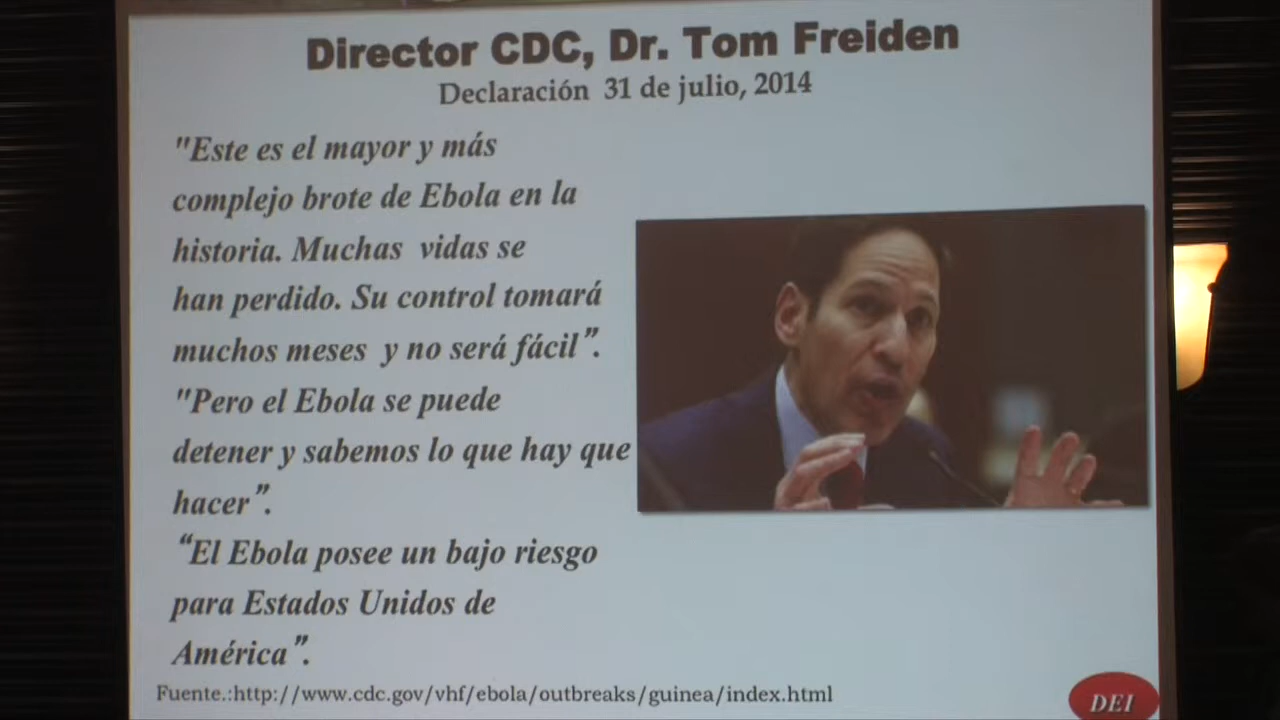 Director CDC, Dr. Tom Freiden
Declaración 31 de julio, 2014
"Este es el mayor y más
complejo brote de Ebola en la
historia. Muchas vidas se
han perdido. Su control tomará
muchos meses y no será fácil”.
"Pero el Ebola se puede
detener y sabemos lo que hay que
hacer”.
“El Ebola posee un bajo riesgo
para Estados Unidos de
América”.
Fuente.:http://www.cdc.gov/vhf/ebola/outbreaks/guinea/index.html
DEI